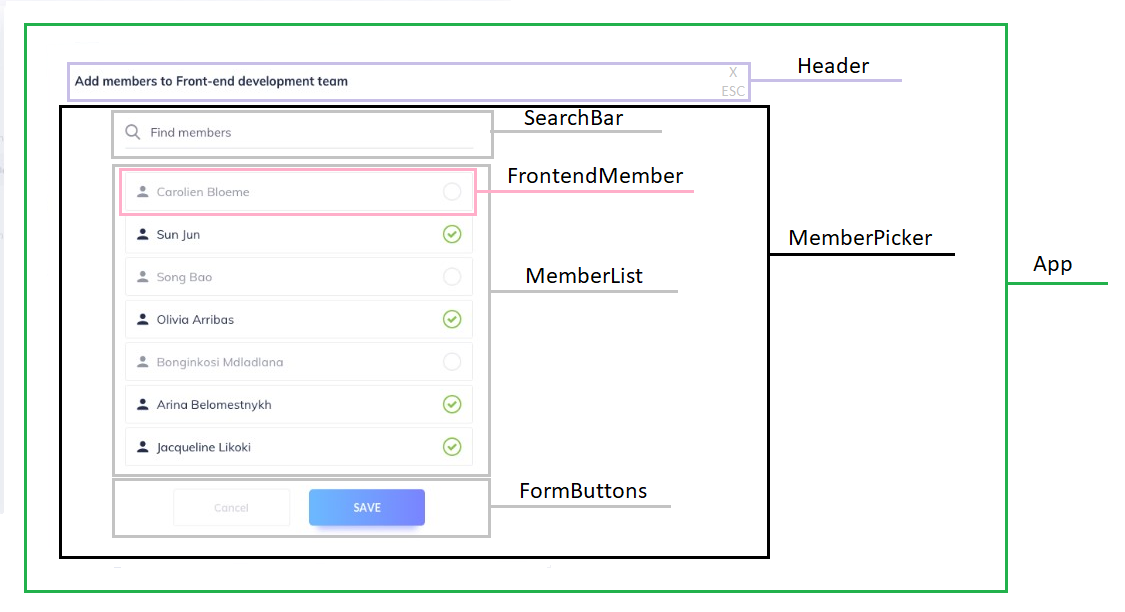 Header
Add members to Front-end development team
X
ESC
SearchBar
Find members
FrontendMember
Carolien Bloeme
Sun Jun
MemberPicker
Song Bao
MemberList
App
Olivia Arribas
Bonginkosi Mdladlana
Arina Belomestnykh
Jacqueline Likoki
FormButtons
Cancel
SAVE